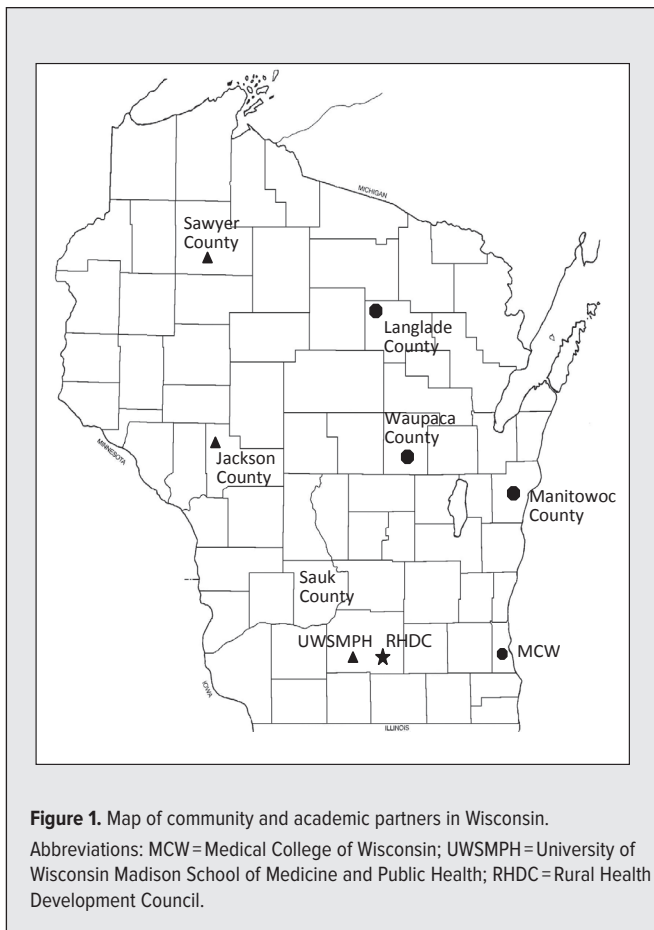 MICHIGAN
Sawyer
County
Langlade
County
Waupaca
County
MINNESOTA
Jackson
County
Manitowoc
County
Sauk
County
UWSMPH
RHDC
MCW
IOWA
ILLINOIS
Figure 1. Map of community and academic partners in Wisconsin.
Abbreviations: MCW = Medical College of Wisconsin; UWSMPH = University of
Wisconsin Madison School of Medicine and Public Health; RHDC = Rural Health
Development Council.